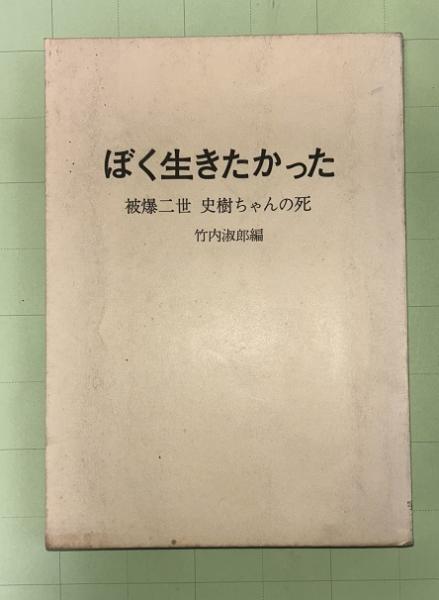 ぼく生きたかった
被爆二世 史樹ちゃんの死
竹内淑郎編